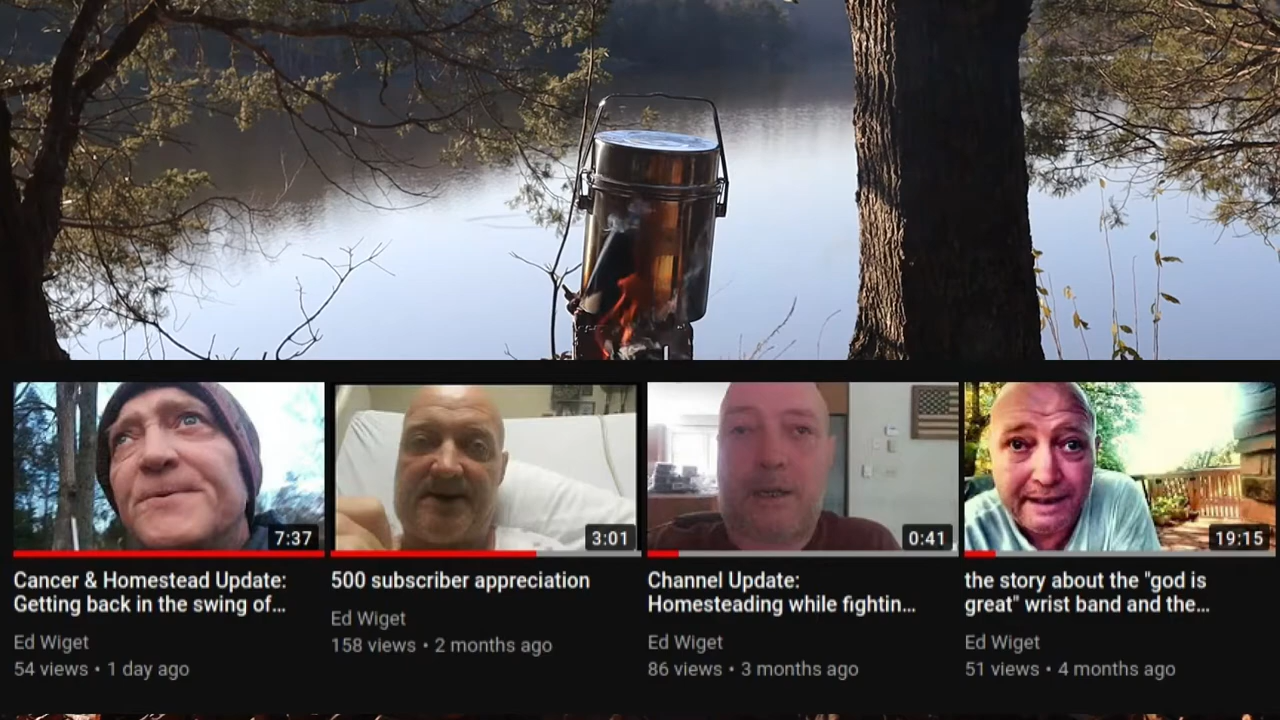 7:37
3:01
0:41
19:15
Cancer & Homestead Update:
Getting back in the swing of…
Ed Wiget
54 views • 1 day ago
500 subscriber appreciation
Ed Wiget
158 views • 2 months ago
Channel Update:
Homesteading while fightin…
Ed Wiget
86 views • 3 months ago
the story about the "god is
great" wrist band and the…
Ed Wiget
51 views • 4 months ago